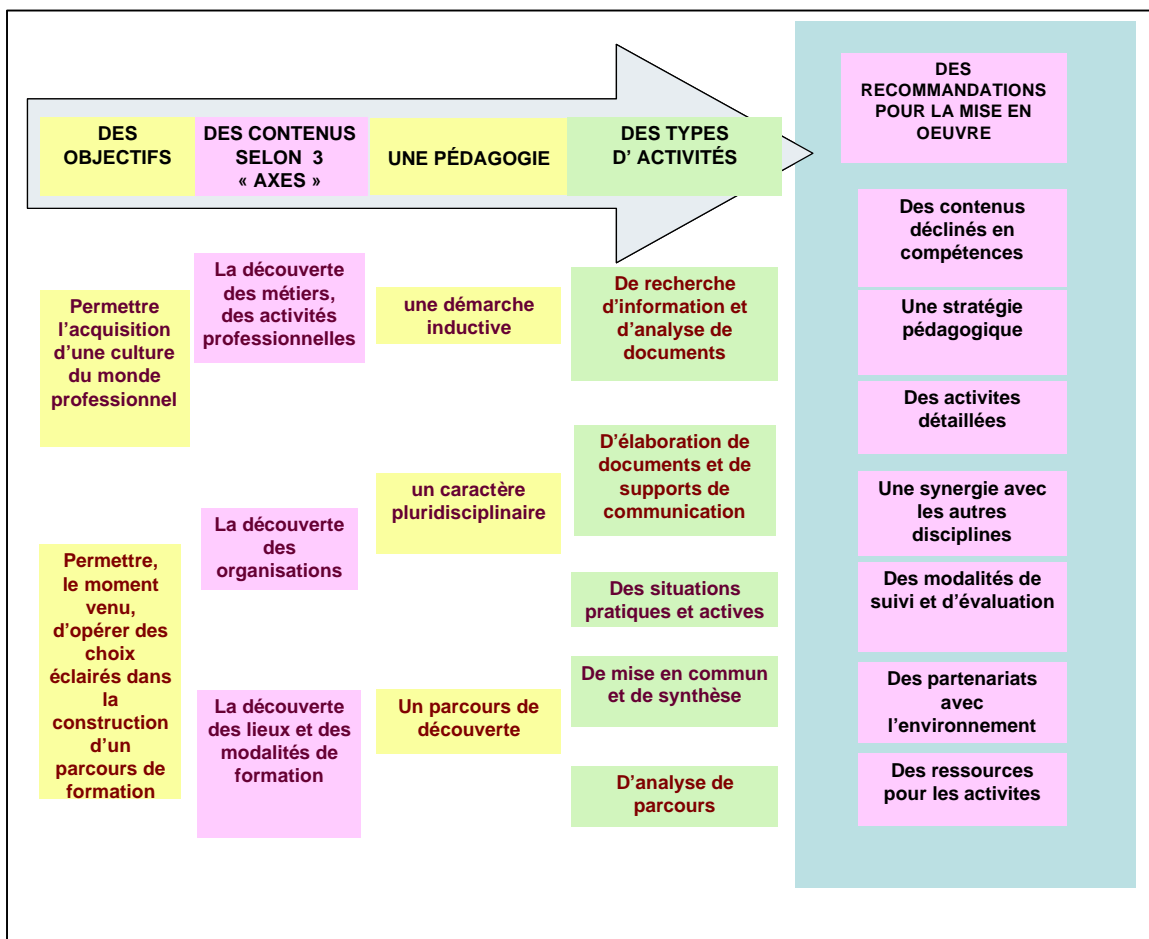 DES
OBJECTIFS
DES CONTENUS
SELON 3
« AXES »
UNE PÉDAGOGIE
DES TYPES
D’ ACTIVITÉS
DES
RECOMMANDATIONS
POUR LA MISE EN
OEUVRE
Permettre
l’acquisition
d’une culture
du monde
professionnel
Permettre,
le moment
venu,
d’opérer des
choix
éclairés dans
la
construction
d’un
parcours de
formation
La découverte
des métiers,
des activités
professionnelles
La découverte
des
organisations
La découverte
des lieux et des
modalités de
formation
une démarche
inductive
un caractère
pluridisciplinaire
Un parcours de
découverte
De recherche
d’information et
d’analyse de
documents
D’élaboration de
documents et de
supports de
communication
Des situations
pratiques et actives
De mise en commun
et de synthèse
D’analyse de
parcours
Des contenus
déclinés en
compétences
Une stratégie
pédagogique
Des activites
détaillées
Une synergie avec
les autres
disciplines
Des modalités de
suivi et d’évaluation
Des partenariats
avec
l’environnement
Des ressources
pour les activites